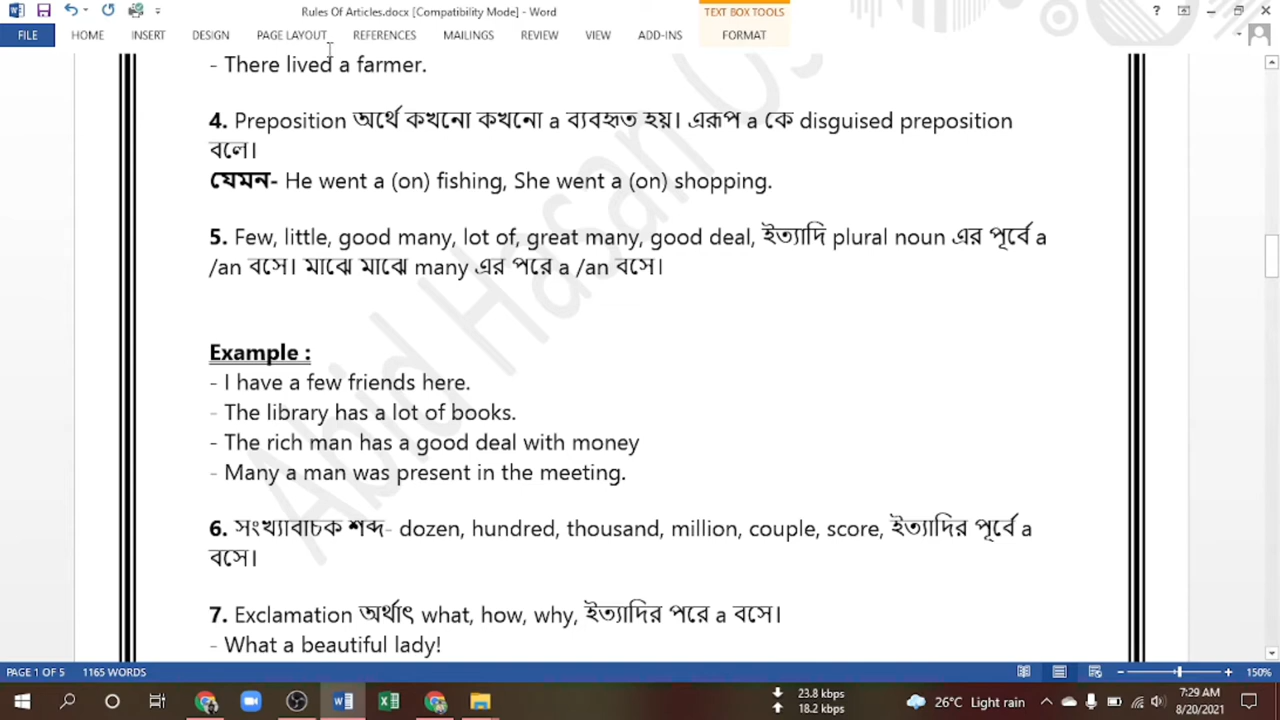 Rules Of Articles.docx [Compatibility Mode] - Word
TEXT BOX TOOLS
?
FILE HOME INSERT DESIGN PAGE LAYOUT REFERENCES MAILINGS REVIEW VIEW ADD-INS FORMAT
- There lived a farmer.
4. Preposition অর্থে কখনো কখনো a ব্যবহৃত হয়। এরূপ a কে disguised preposition
বলে।
যেমন- He went a (on) fishing, She went a (on) shopping.
5. Few, little, good many, lot of, great many, good deal, ইত্যাদি plural noun এর পূর্বে a
/an বসে। মাঝে মাঝে many এর পরে a /an বসে।
Example :
- I have a few friends here.
- The library has a lot of books.
- The rich man has a good deal with money
- Many a man was present in the meeting.
6. সংখ্যাবাচক শব্দ- dozen, hundred, thousand, million, couple, score, ইত্যাদির পূর্বে a
বসে।
7. Exclamation অর্থাৎ what, how, why, ইত্যাদির পরে a বসে।
- What a beautiful lady!
Abid Hasan
PAGE 1 OF 5 1165 WORDS 150%
23.8 kbps
18.2 kbps
26°C Light rain
7:29 AM
8/20/2021